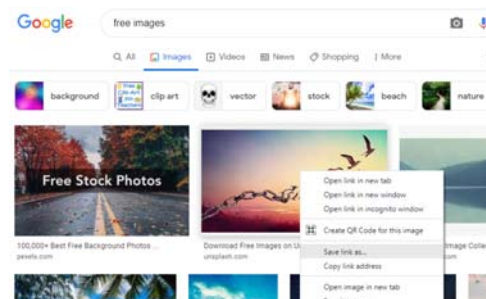 Google
free images
All Images Videos News Shopping More
background clip art vector stock beach nature
Free Stock Photos
Open link in new tab
Open link in new window
Open link in incognito window
Create QR Code for this image
100,000+ Best Free Background Photos ...
pexels.com
Download Free Images on
unsplash.com
Save link as...
Copy link address
Open image in new tab